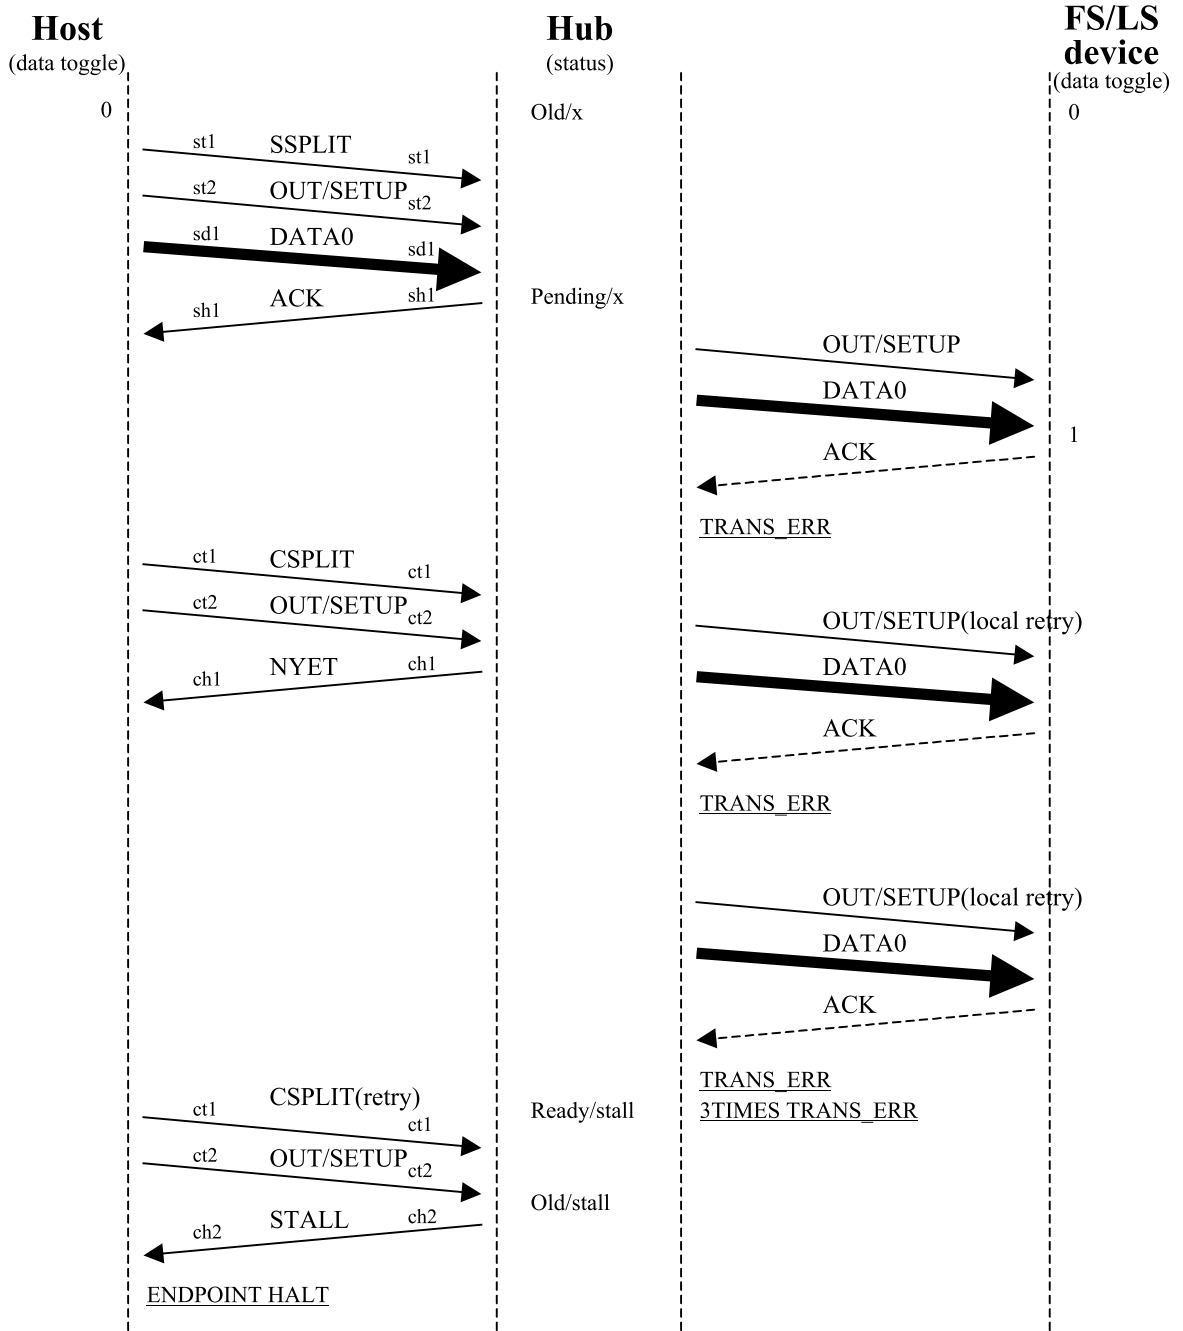 Host
(data toggle)
Hub
(status)
FS/LS
device
(data toggle)
0
Old/x
0
st1
SSPLIT
st1
st2
OUT/SETUP
st2
sd1
DATA0
sd1
ACK
sh1
sh1
Pending/x
OUT/SETUP
DATA0
1
ACK
TRANS_ERR
ct1
CSPLIT
ct1
ct2
OUT/SETUP
ct2
NYET
ch1
ch1
OUT/SETUP(local retry)
DATA0
ACK
TRANS_ERR
OUT/SETUP(local retry)
DATA0
ACK
TRANS_ERR
3TIMES TRANS_ERR
CSPLIT(retry)
ct1
ct1
Ready/stall
ct2
OUT/SETUP
ct2
Old/stall
STALL
ch2
ch2
ENDPOINT HALT